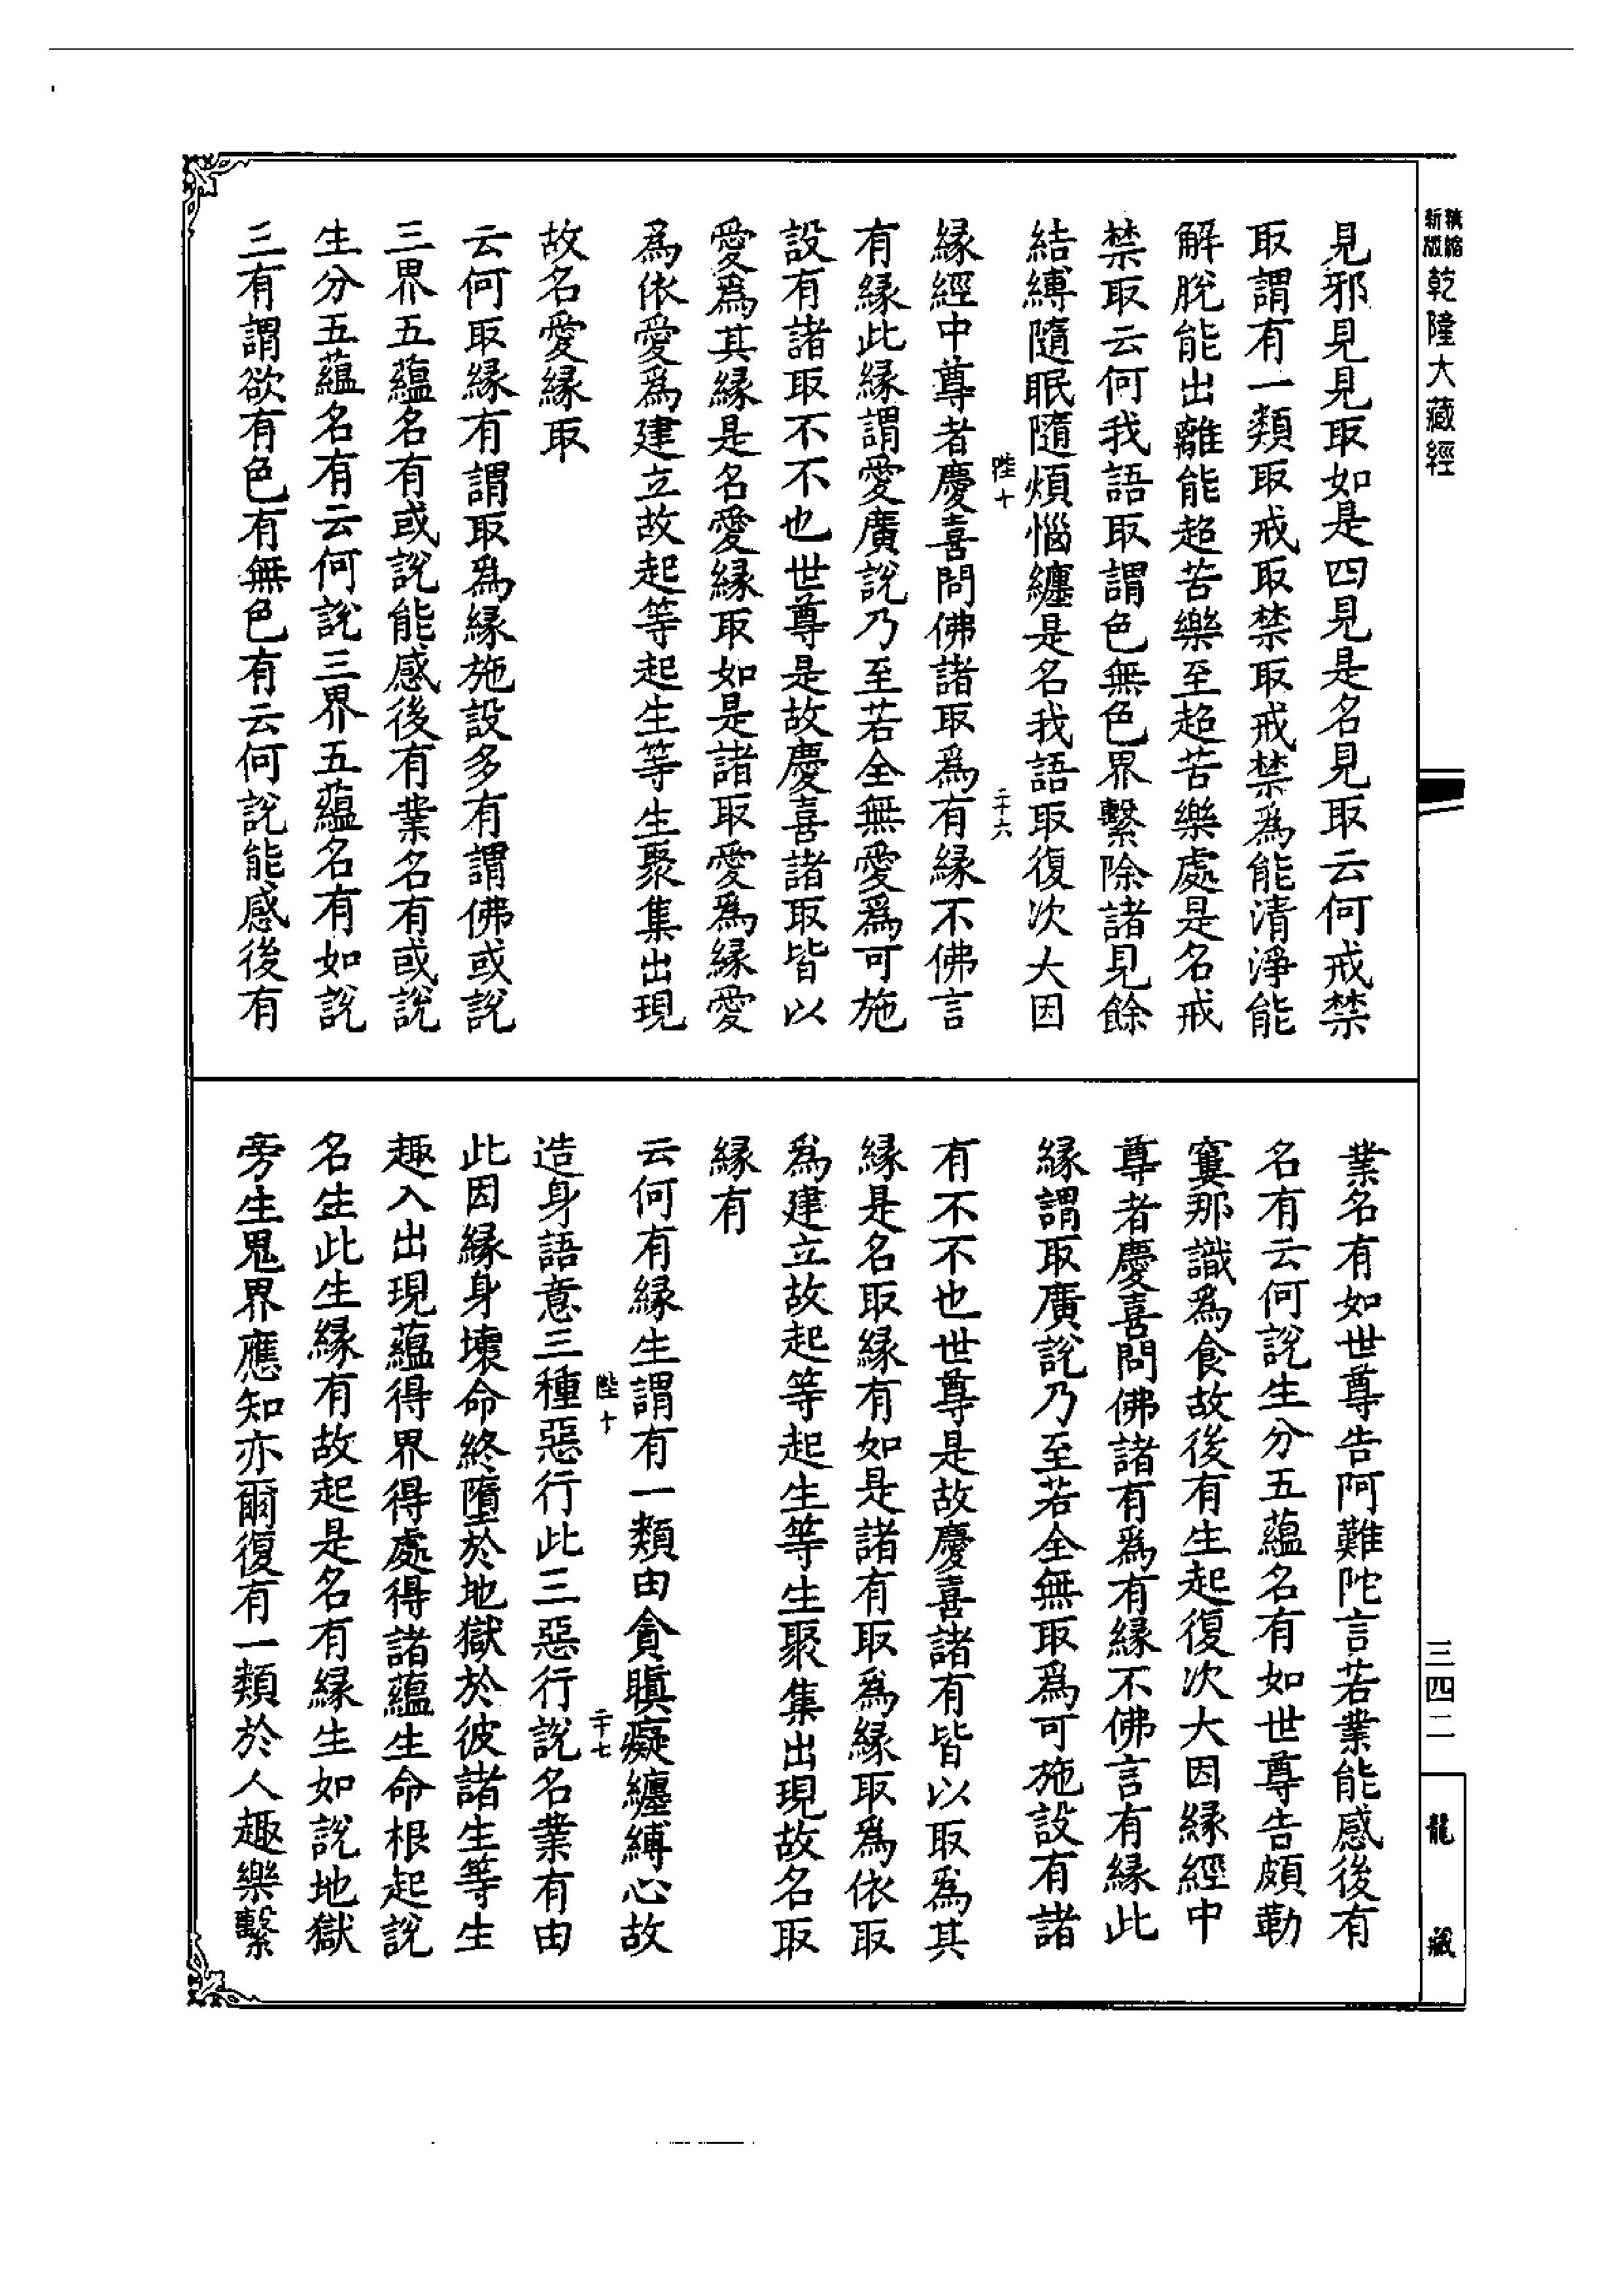 新版精縮
乾隆大藏經
見邪見見取如是四見是名見取云何戒禁
取謂有一類取戒取禁取戒禁為能清淨能
解脫能出離能超苦樂至超苦樂處是名戒
禁取云何我語取謂色無色界繫除諸見餘
結縛隨眠隨煩惱纏是名我語取復次大因
陞十
二十六
緣經中尊者慶喜問佛諸取爲有緣不佛言
有緣此緣謂愛廣說乃至若全無愛爲可施
設有諸取不不也世尊是故慶喜諸取皆以
愛爲其緣是名愛緣取如是諸取愛爲緣愛
為依愛爲建立故起等起生等生聚集出現
故名愛緣取
云何取緣有謂取爲緣施設多有謂佛或說
三界五蘊名有或說能感後有業名有或說
生分五蘊名有云何說三界五蘊名有如說
三有謂欲有色有無色有云何說能感後有
業名有如世尊告阿難陀言若業能感後有
名有云何說生分五蘊名有如世尊告頗勒
窶那識為食故後有生起復次大因緣經中
尊者慶喜問佛諸有爲有緣不佛言有緣此
緣謂取廣說乃至若全無取爲可施設有諸
有不不也世尊是故慶喜諸有皆以取爲其
緣是名取緣有如是諸有取爲緣取爲依取
爲建立故起等起生等生聚集出現故名取
緣有
云何有緣生謂有一類由貪瞋癡纏縛心故
陞十
二十七
造身語意三種惡行此三惡行說名業有由
此因緣身壞命終墮於地獄於彼諸生等生
趣入出現蘊得界得處得諸蘊生命根起說
名生此生緣有故起是名有緣生如說地獄
旁生鬼界應知亦爾復有一類於人趣樂繫
三四二
龍藏